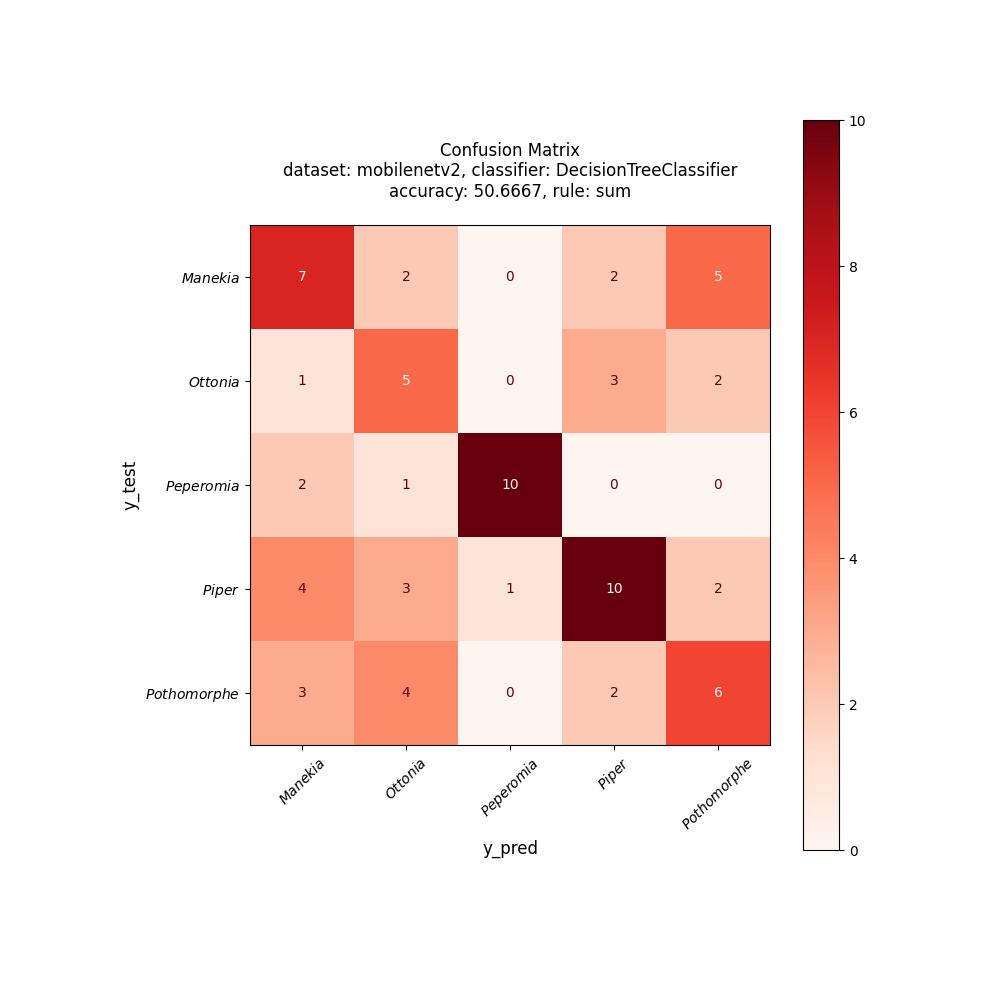 Confusion Matrix
dataset: mobilenetv2, classifier: DecisionTreeClassifier
accuracy: 50.6667, rule: sum
Manekia 7 2 0 2 5
Ottonia 1 5 0 3 2
Peperomia 2 1 10 0 0
Piper 4 3 1 10 2
Pothomorphe 3 4 0 2 6
y_test
Manekia Ottonia Peperomia Piper Pothomorphe
y_pred
10
8
6
4
2
0